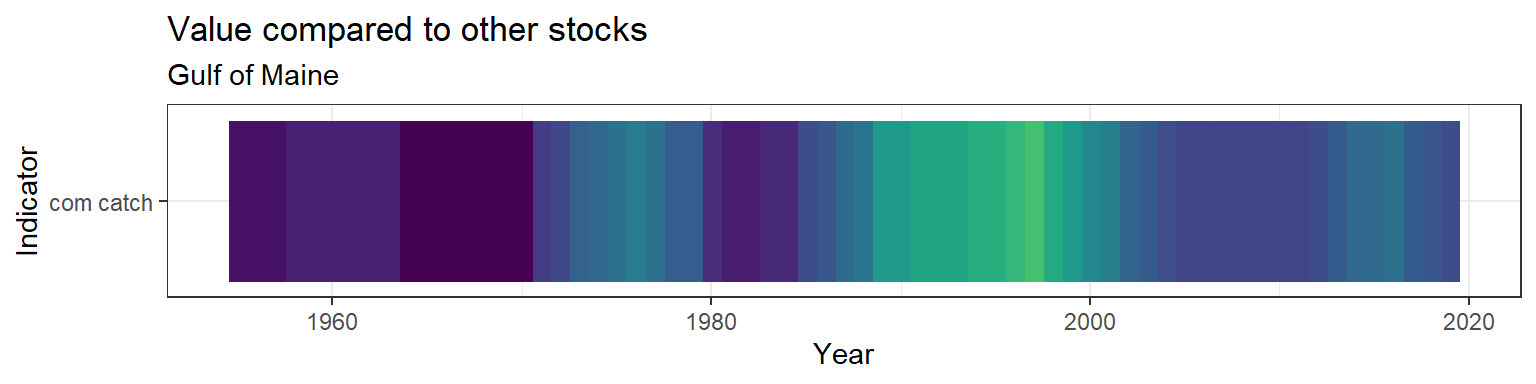 Value compared to other stocks
Gulf of Maine
Indicator
com catch
1960 1980 2000 2020
Year